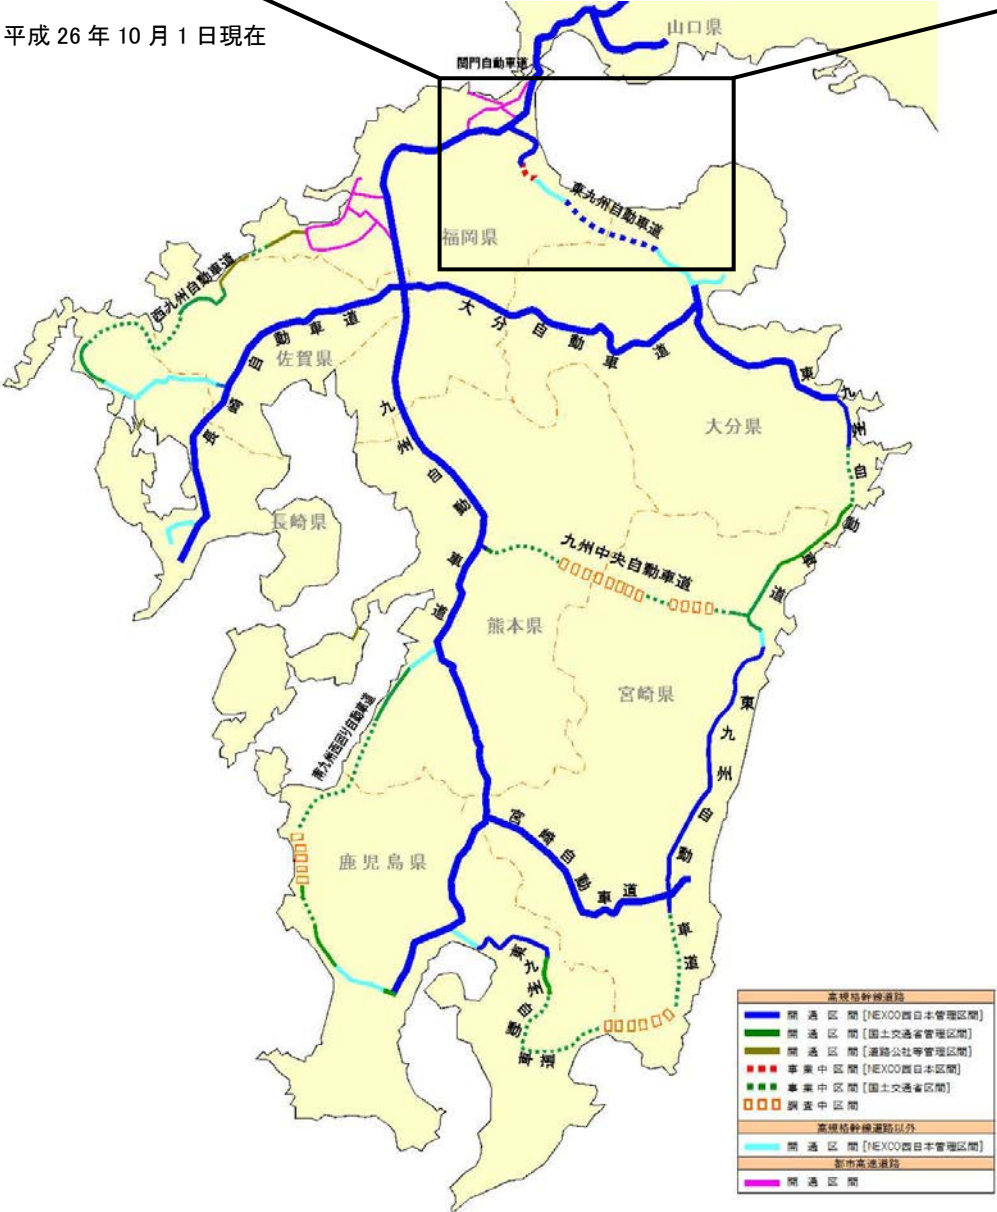 平成 26 年 10 月 1 日現在
山口県
関門自動車道
東九州自動車道
福岡県
西九州自動車道
大分自動車道
長崎自動車道
佐賀県
九州自動車道
東九州自動車道
大分県
長崎県
九州中央自動車道
熊本県
宮崎県
南九州西回り自動車道
東九州自動車道
宮崎自動車道
鹿児島県
東九州自動車道
高規格幹線道路
開通区間[NEXCO西日本管理区間]
開通区間[国土交通省管理区間]
開通区間[道路公社等管理区間]
事業中区間[NEXCO西日本区間]
事業中区間[国土交通省区間]
調査中区間
高規格幹線道路以外
開通区間[NEXCO西日本管理区間]
都市高速道路
開通区間